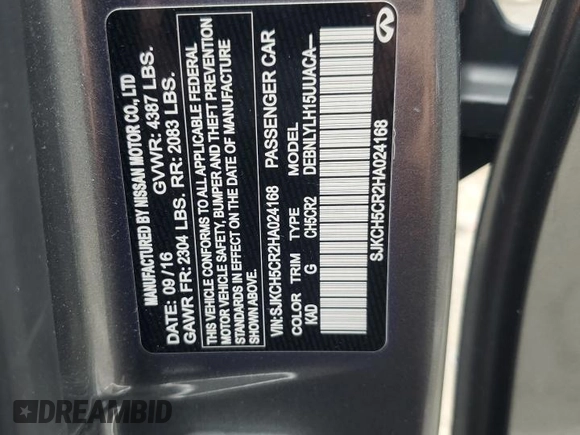 MANUFACTURED BY NISSAN MOTOR CO., LTD
DATE: 09/16 GVWR: 4387 LBS.
GAWR FR: 2304 LBS. RR: 2083 LBS.
THIS VEHICLE CONFORMS TO ALL APPLICABLE FEDERAL
MOTOR VEHICLE SAFETY, BUMPER AND THEFT PREVENTION
STANDARDS IN EFFECT ON THE DATE OF MANUFACTURE
SHOWN ABOVE.
VIN:SJKCH5CR2HA024168 PASSENGER CAR
COLOR TRIM TYPE MODEL
KAD G CH5CR2 DEBNLYLH15UUACA—
SJKCH5CR2HA024168
DREAMBID